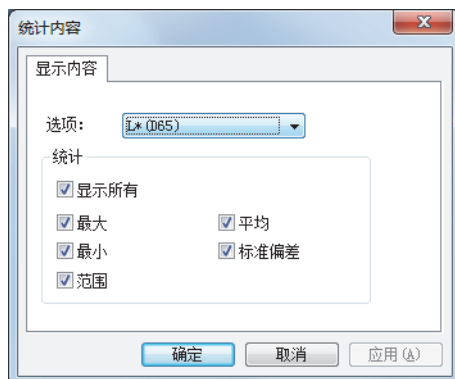 统计内容
显示内容
选项: L*(D65)
统计
显示所有
最大 平均
最小 标准偏差
范围
确定 取消 应用(A)